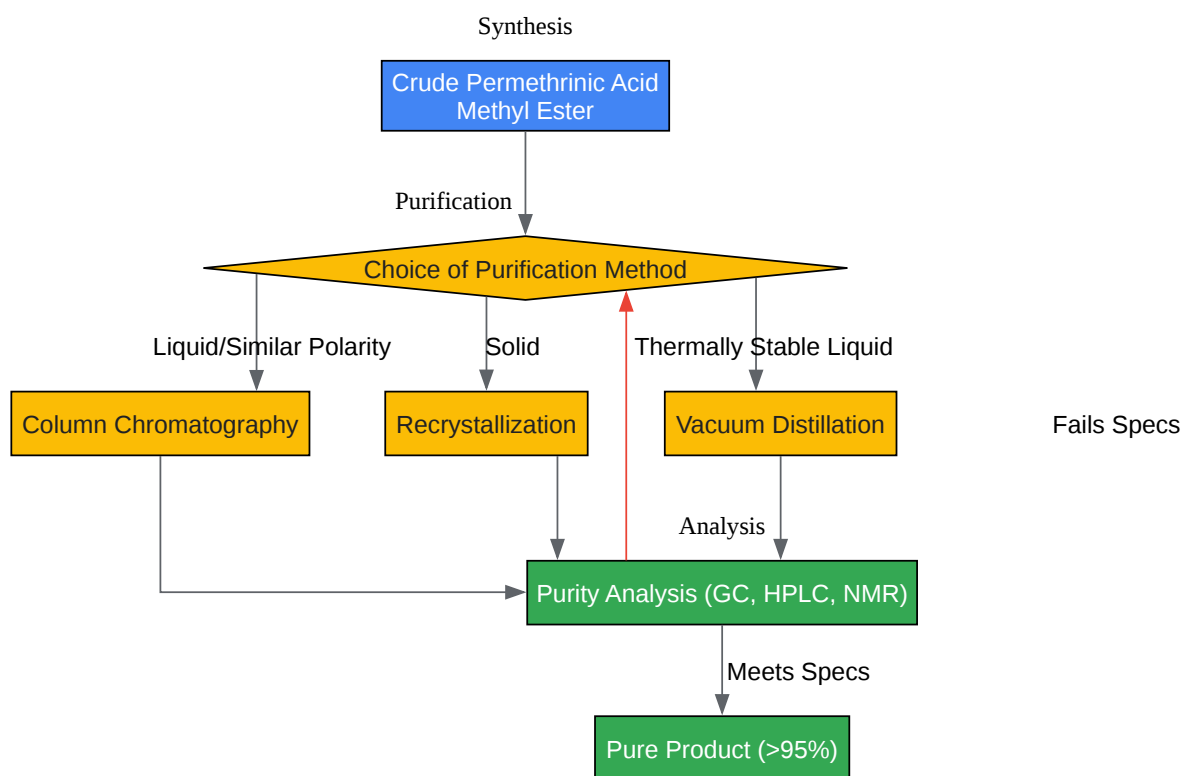 Synthesis
Crude Permethrinic Acid
Methyl Ester
Purification
Choice of Purification Method
Liquid/Similar Polarity
Solid
Thermally Stable Liquid
Column Chromatography
Recrystallization
Vacuum Distillation
Fails Specs
Analysis
Purity Analysis (GC, HPLC, NMR)
Meets Specs
Pure Product (>95%)